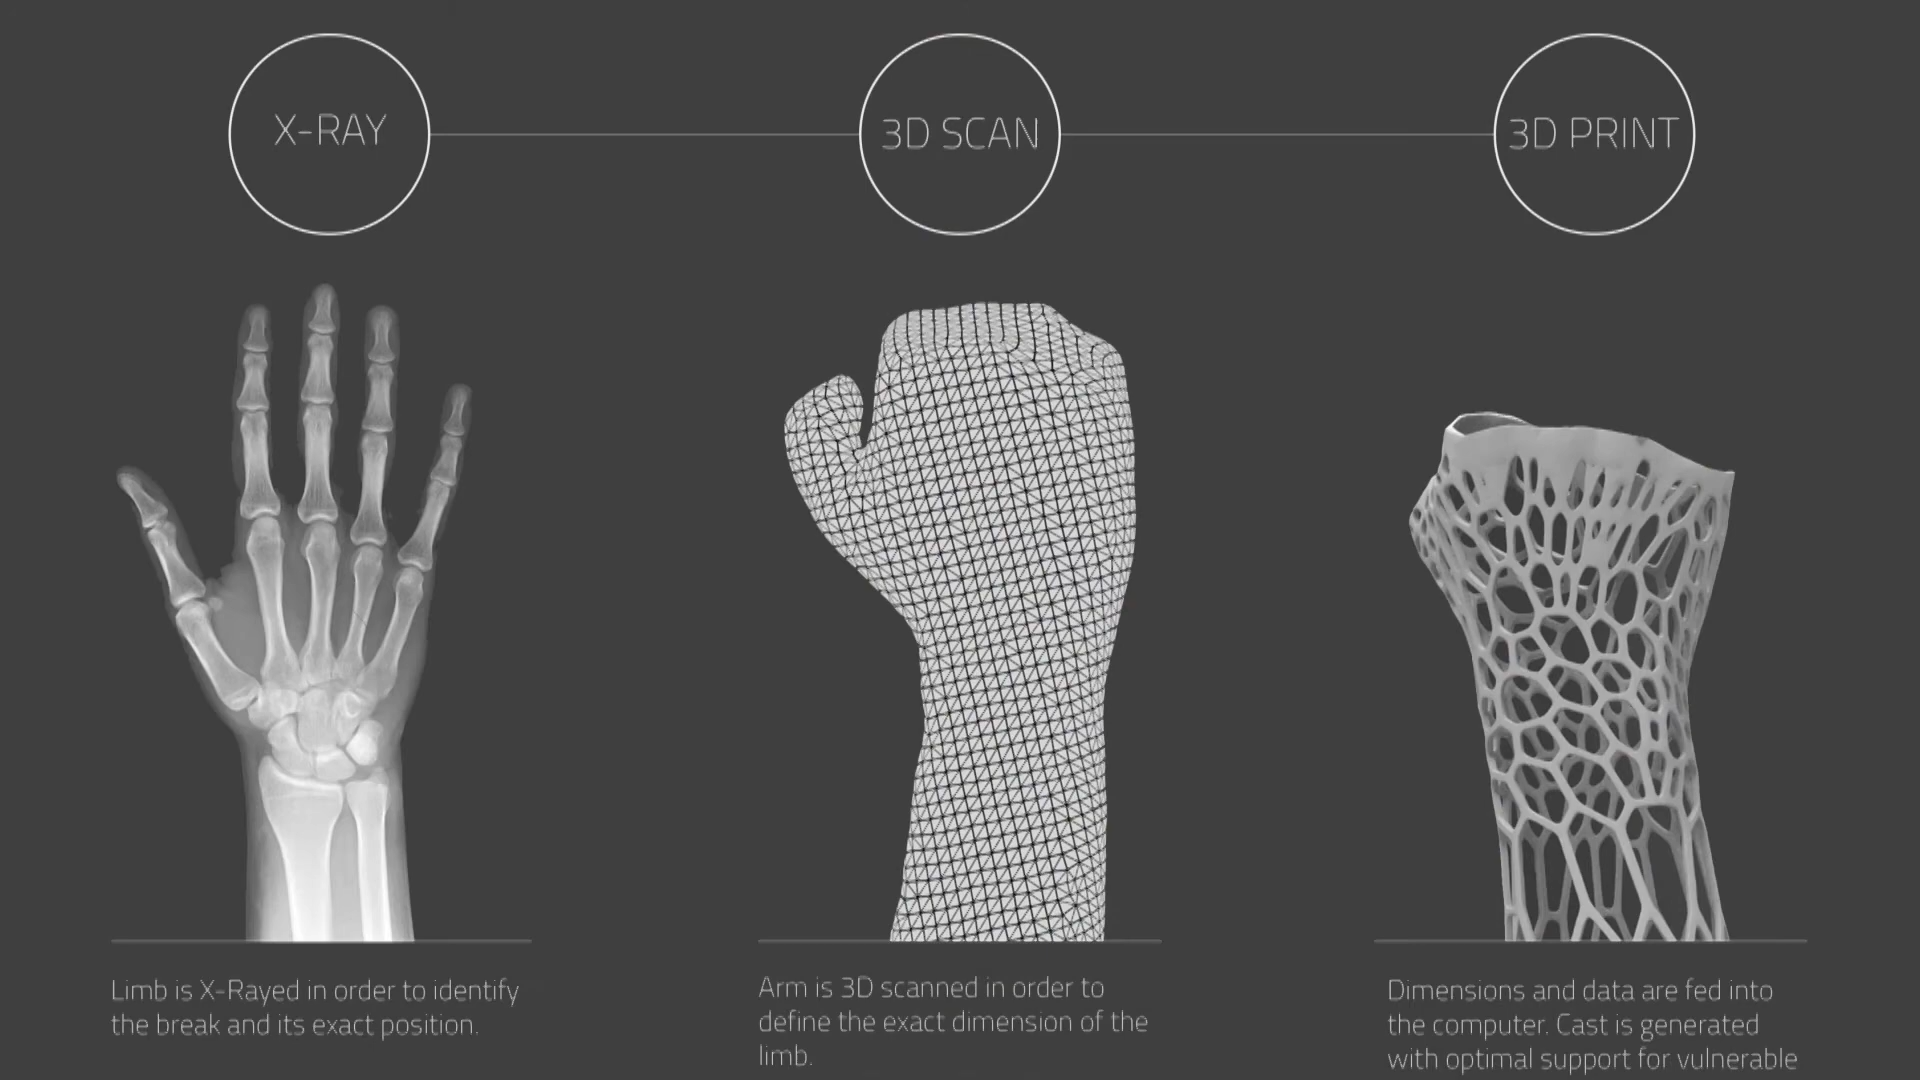 X-RAY
3D SCAN
3D PRINT
Limb is X-Rayed in order to identify
the break and its exact position.
Arm is 3D scanned in order to
define the exact dimension of the
limb.
Dimensions and data are fed into
the computer. Cast is generated
with optimal support for vulnerable